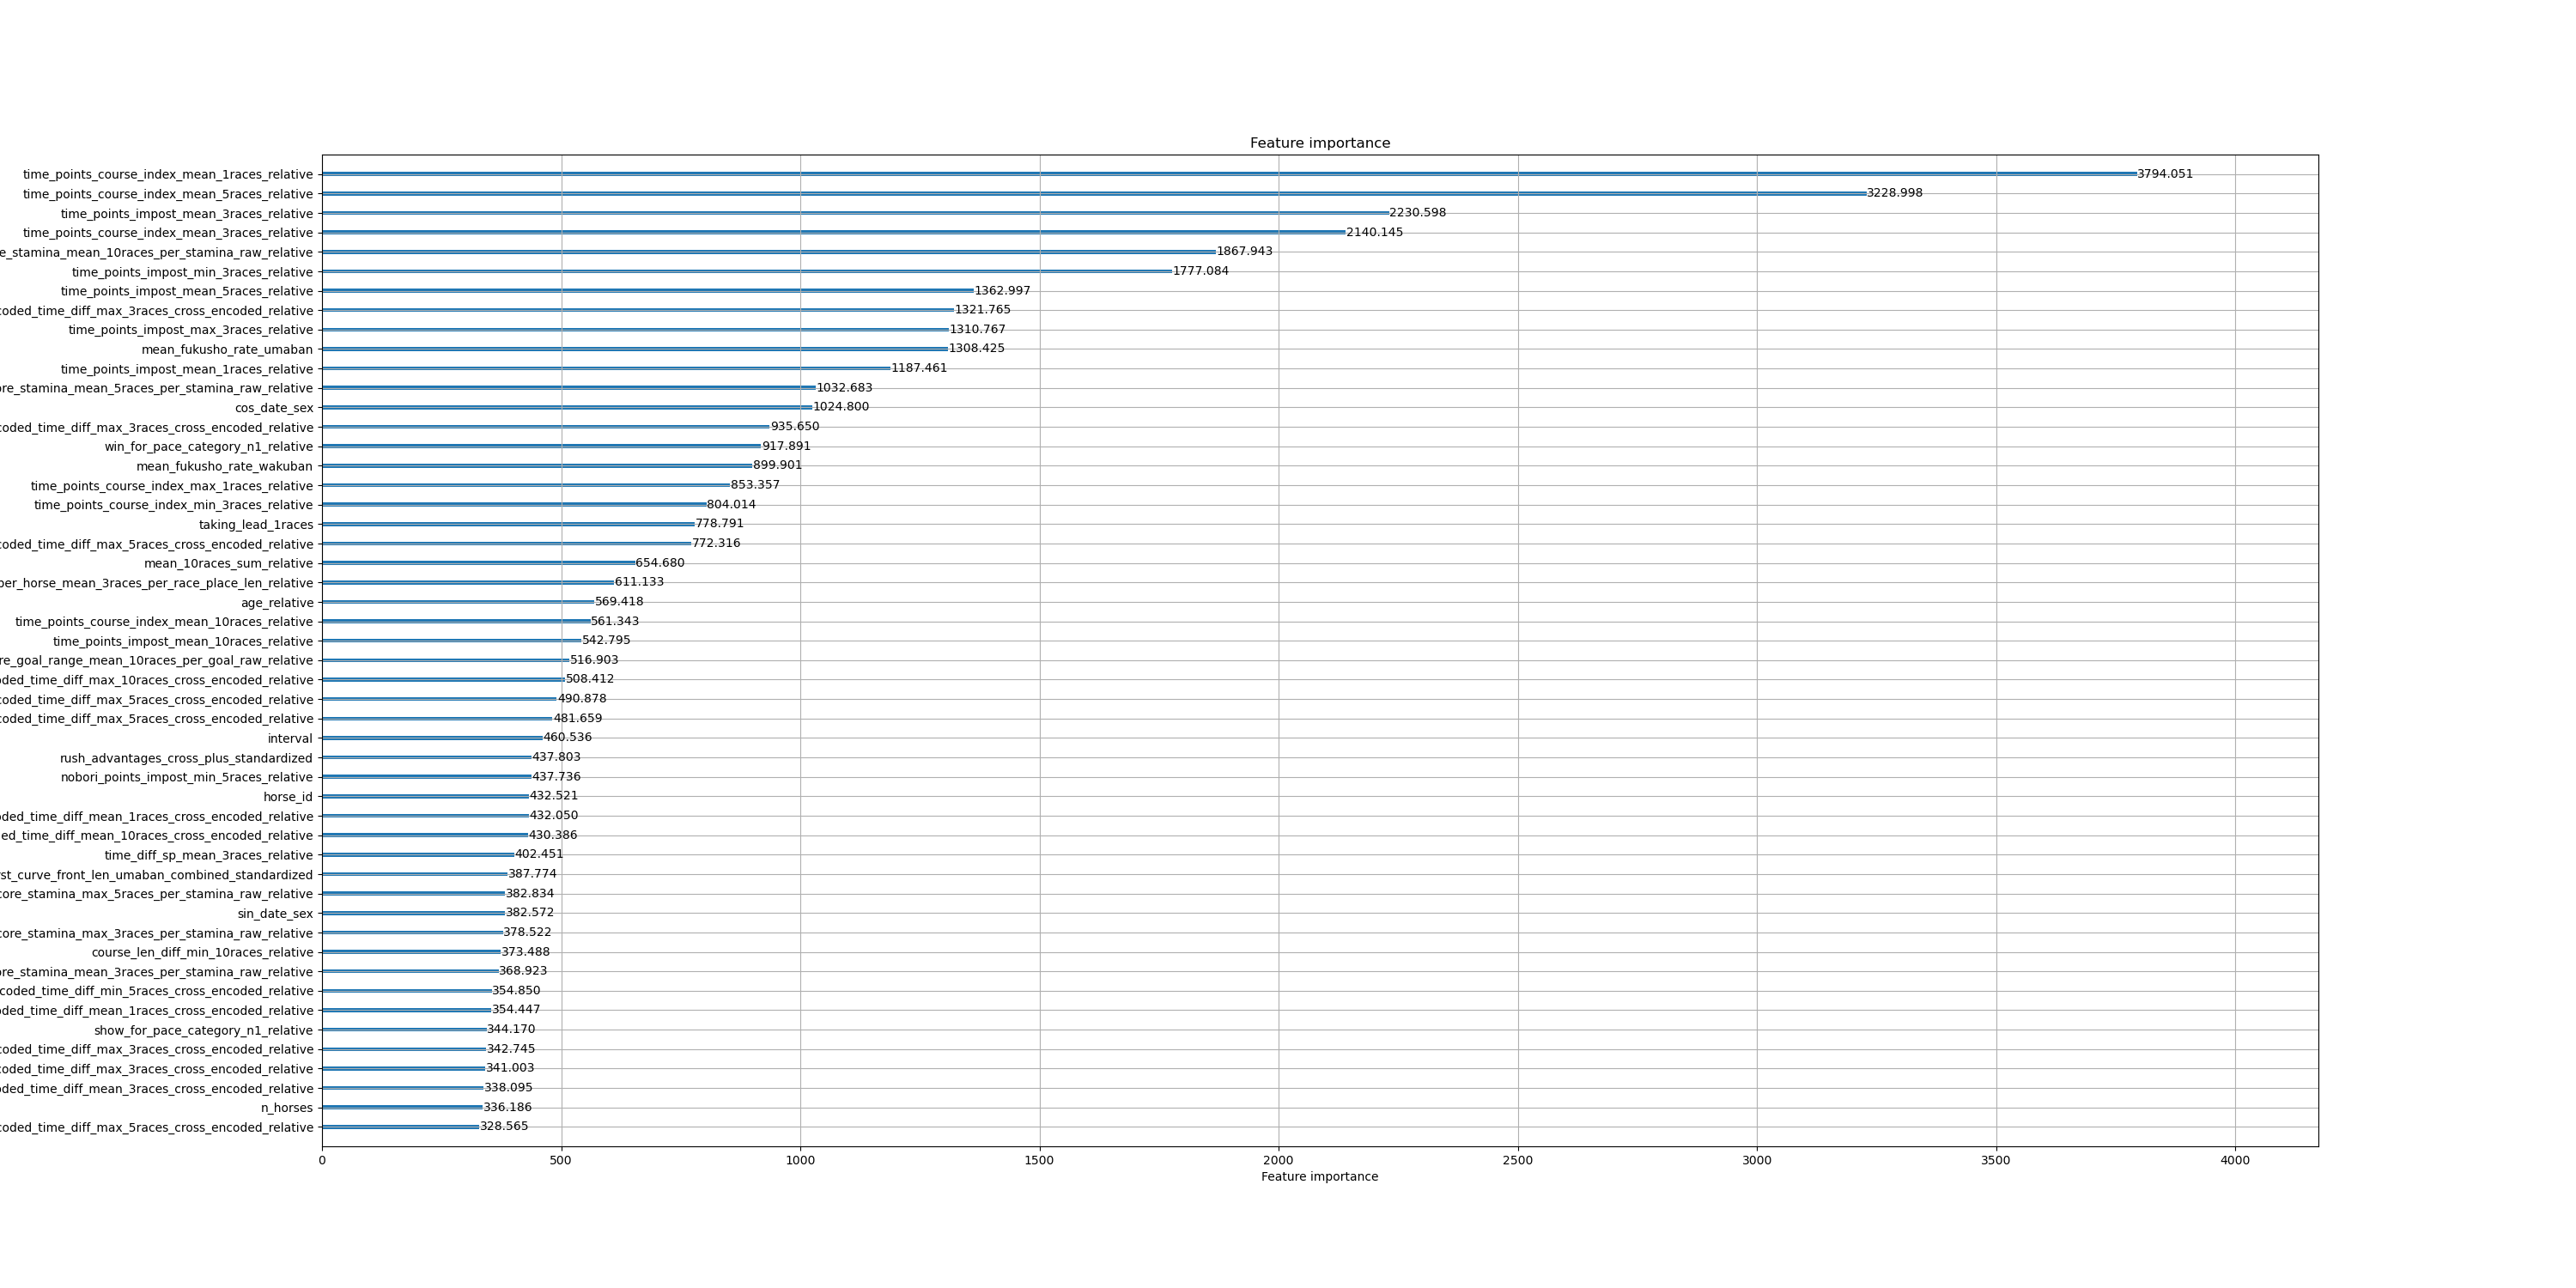 Feature importance
time_points_course_index_mean_1races_relative 3794.051
time_points_course_index_mean_5races_relative 3228.998
time_points_impost_mean_3races_relative 2230.598
time_points_course_index_mean_3races_relative 2140.145
e_stamina_mean_10races_per_stamina_raw_relative 1867.943
time_points_impost_min_3races_relative 1777.084
time_points_impost_mean_5races_relative 1362.997
coded_time_diff_max_3races_cross_encoded_relative 1321.765
time_points_impost_max_3races_relative 1310.767
mean_fukusho_rate_umaban 1308.425
time_points_impost_mean_1races_relative 1187.461
ore_stamina_mean_5races_per_stamina_raw_relative 1032.683
cos_date_sex 1024.800
coded_time_diff_max_3races_cross_encoded_relative 935.650
win_for_pace_category_n1_relative 917.891
mean_fukusho_rate_wakuban 899.901
time_points_course_index_max_1races_relative 853.357
time_points_course_index_min_3races_relative 804.014
taking_lead_1races 778.791
coded_time_diff_max_5races_cross_encoded_relative 772.316
mean_10races_sum_relative 654.680
per_horse_mean_3races_per_race_place_len_relative 611.133
age_relative 569.418
time_points_course_index_mean_10races_relative 561.343
time_points_impost_mean_10races_relative 542.795
re_goal_range_mean_10races_per_goal_raw_relative 516.903
ded_time_diff_max_10races_cross_encoded_relative 508.412
coded_time_diff_max_5races_cross_encoded_relative 490.878
coded_time_diff_max_5races_cross_encoded_relative 481.659
interval 460.536
rush_advantages_cross_plus_standardized 437.803
nobori_points_impost_min_5races_relative 437.736
horse_id 432.521
ded_time_diff_mean_1races_cross_encoded_relative 432.050
ed_time_diff_mean_10races_cross_encoded_relative 430.386
time_diff_sp_mean_3races_relative 402.451
rst_curve_front_len_umaban_combined_standardized 387.774
core_stamina_max_5races_per_stamina_raw_relative 382.834
sin_date_sex 382.572
core_stamina_max_3races_per_stamina_raw_relative 378.522
course_len_diff_min_10races_relative 373.488
ore_stamina_mean_3races_per_stamina_raw_relative 368.923
coded_time_diff_min_5races_cross_encoded_relative 354.850
ded_time_diff_mean_1races_cross_encoded_relative 354.447
show_for_pace_category_n1_relative 344.170
coded_time_diff_max_3races_cross_encoded_relative 342.745
coded_time_diff_max_3races_cross_encoded_relative 341.003
ded_time_diff_mean_3races_cross_encoded_relative 338.095
n_horses 336.186
coded_time_diff_max_5races_cross_encoded_relative 328.565
0 500 1000 1500 2000 2500 3000 3500 4000
Feature importance